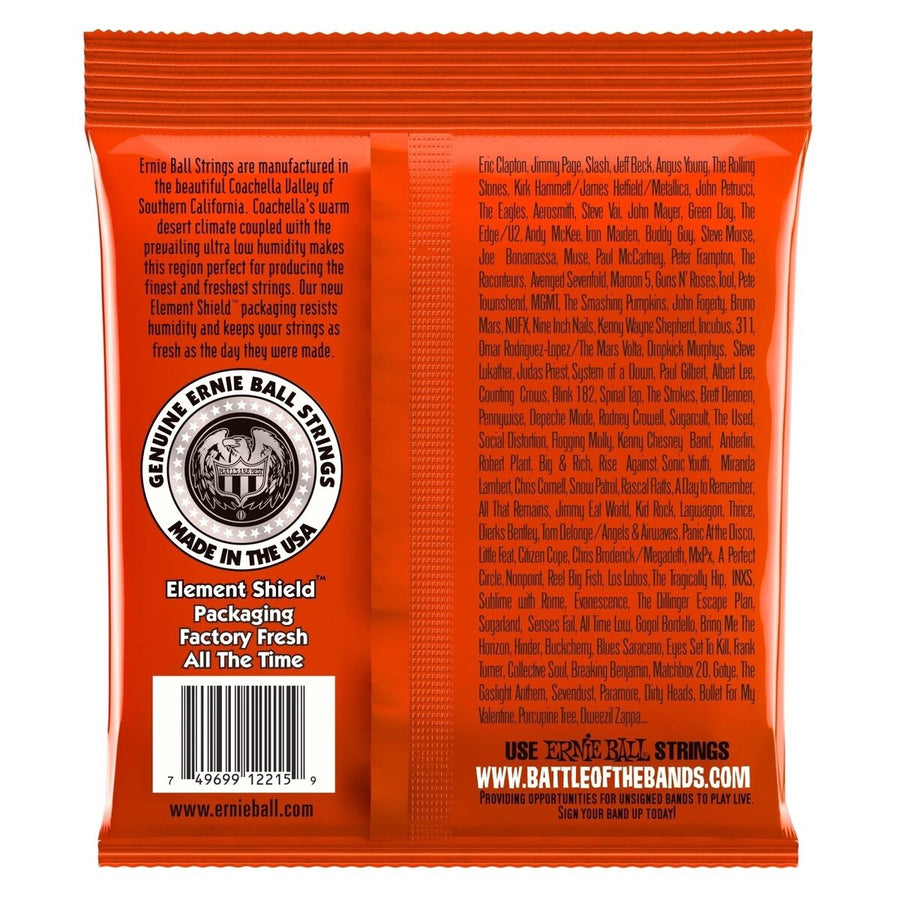 Ernie Ball Strings are manufactured in
the beautiful Coachella Valley of
Southern California. Coachella's warm
desert climate coupled with the
prevailing ultra low humidity makes
this region perfect for producing the
finest and freshest strings. Our new
Element Shield™ packaging resists
humidity and keeps your strings as
fresh as the day they were made.
GENUINE ERNIE BALL STRINGS
BALLS ARE BEST
MADE IN THE USA
Element Shield™
Packaging
Factory Fresh
All The Time
7 49699 12215 9
www.ernieball.com
Eric Clapton, Jimmy Page, Slash, Jeff Beck, Angus Young, The Rolling
Stones, Kirk Hammett/James Hetfield/Metallica, John Petrucci,
The Eagles, Aerosmith, Steve Vai, John Mayer, Green Day, The
Edge/U2, Andy McKee, Iron Maiden, Buddy Guy, Steve Morse,
Joe Bonamassa, Muse, Paul McCartney, Peter Frampton, The
Raconteurs, Avenged Sevenfold, Maroon 5, Guns N' Roses, Tool, Pete
Townshend, MGMT, The Smashing Pumpkins, John Fogerty, Bruno
Mars, NOFX, Nine Inch Nails, Kenny Wayne Shepherd, Incubus, 311,
Omar Rodriguez-Lopez/The Mars Volta, Dropkick Murphys, Steve
Lukather, Judas Priest, System of a Down, Paul Gilbert, Albert Lee,
Counting Crows, Blink 182, Spinal Tap, The Strokes, Brett Dennen,
Pennywise, Depeche Mode, Rodney Crowell, Sugarcult, The Used,
Social Distortion, Flogging Molly, Kenny Chesney Band, Anberlin,
Robert Plant, Big & Rich, Rise Against, Sonic Youth, Miranda
Lambert, Chris Cornell, Snow Patrol, Rascal Flatts, A Day to Remember,
All That Remains, Jimmy Eat World, Kid Rock, Lagwagon, Thrice,
Dierks Bentley, Tom Delonge/Angels & Airwaves, Panic At the Disco,
Little Feat, Citizen Cope, Chris Broderick/Megadeth, MxPx, A Perfect
Circle, Nonpoint, Reel Big Fish, Los Lobos, The Tragically Hip, INXS,
Sublime with Rome, Evanescence, The Dillinger Escape Plan,
Sugarland, Senses Fail, All Time Low, Gogol Bordello, Bring Me The
Horizon, Hinder, Buckcherry, Blues Saraceno, Eyes Set To Kill, Frank
Turner, Collective Soul, Breaking Benjamin, Matchbox 20, Gotye, The
Gaslight Anthem, Sevendust, Paramore, Dirty Heads, Bullet For My
Valentine, Porcupine Tree, Dweezil Zappa...
USE ERNIE BALL STRINGS
WWW.BATTLEOFTHEBANDS.COM
PROVIDING OPPORTUNITIES FOR UNSIGNED BANDS TO PLAY LIVE.
SIGN YOUR BAND UP TODAY!